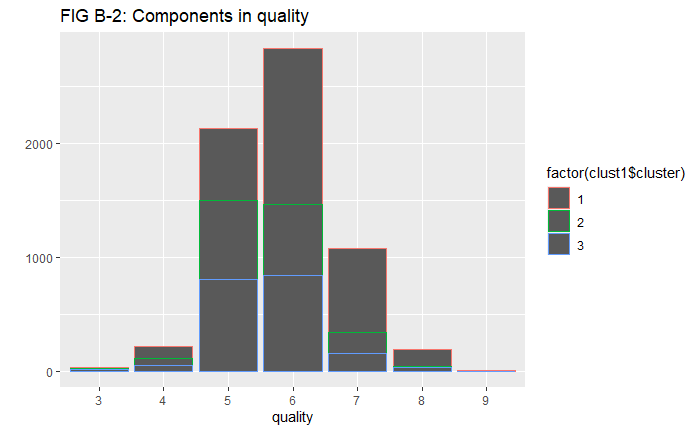 FIG B-2: Components in quality
2000
1000
0
3 4 5 6 7 8 9
quality
factor(clust1$cluster)
1
2
3